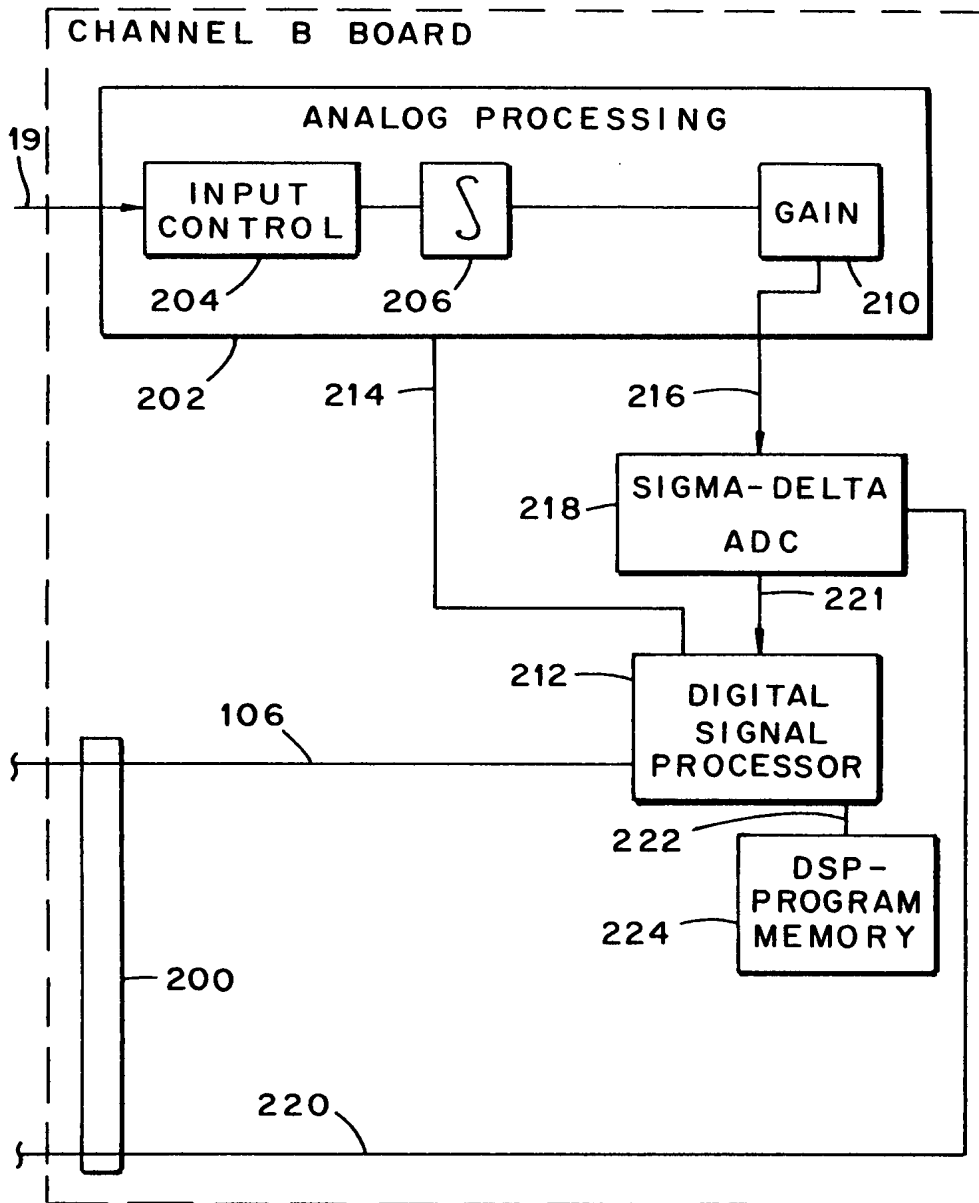 CHANNEL B BOARD
ANALOG PROCESSING
19
INPUT
CONTROL
∫
GAIN
204
206
210
202
214
216
218
SIGMA-DELTA
ADC
221
212
DIGITAL
SIGNAL
PROCESSOR
106
222
DSP-
PROGRAM
MEMORY
224
200
220